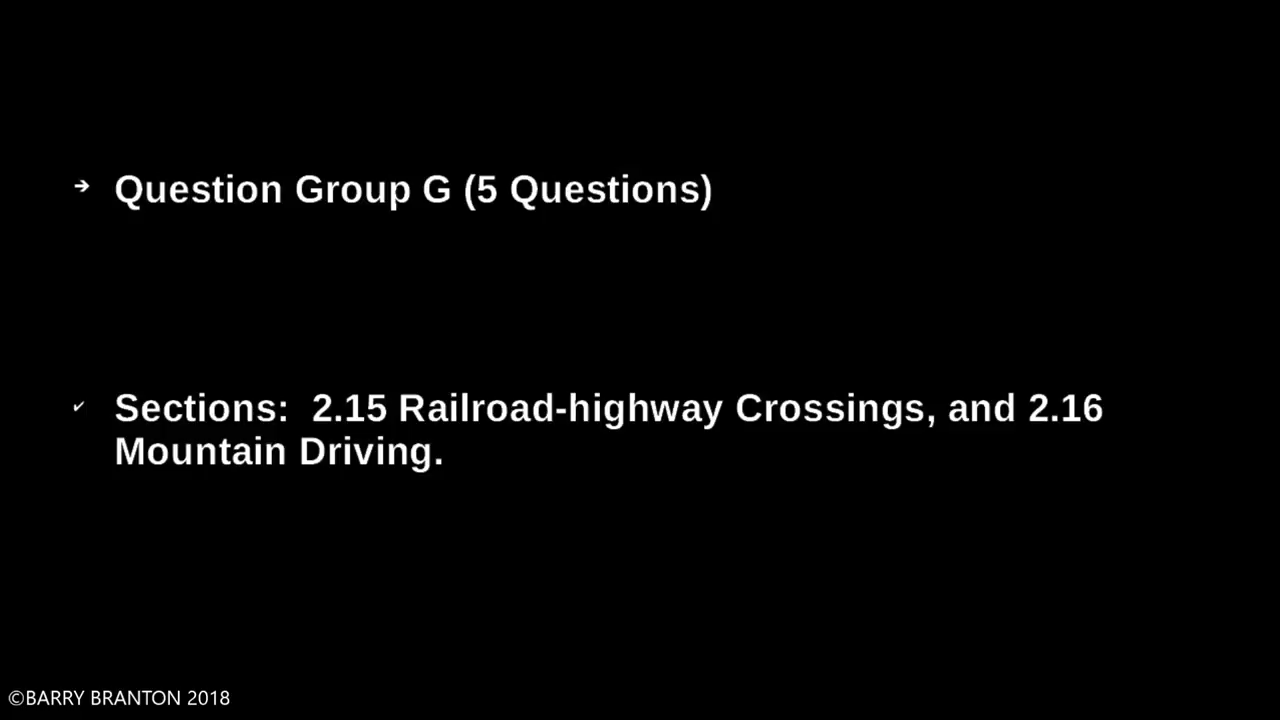 ➔ Question Group G (5 Questions)
✓ Sections:  2.15 Railroad-highway Crossings, and 2.16
Mountain Driving.
©BARRY BRANTON 2018